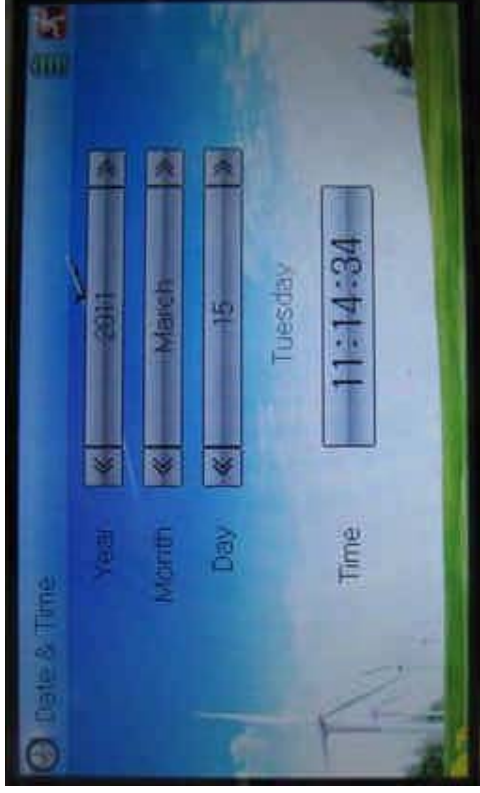 Date & Time
Year 2011
Month March
Day 15
Tuesday
Time 11:14:34